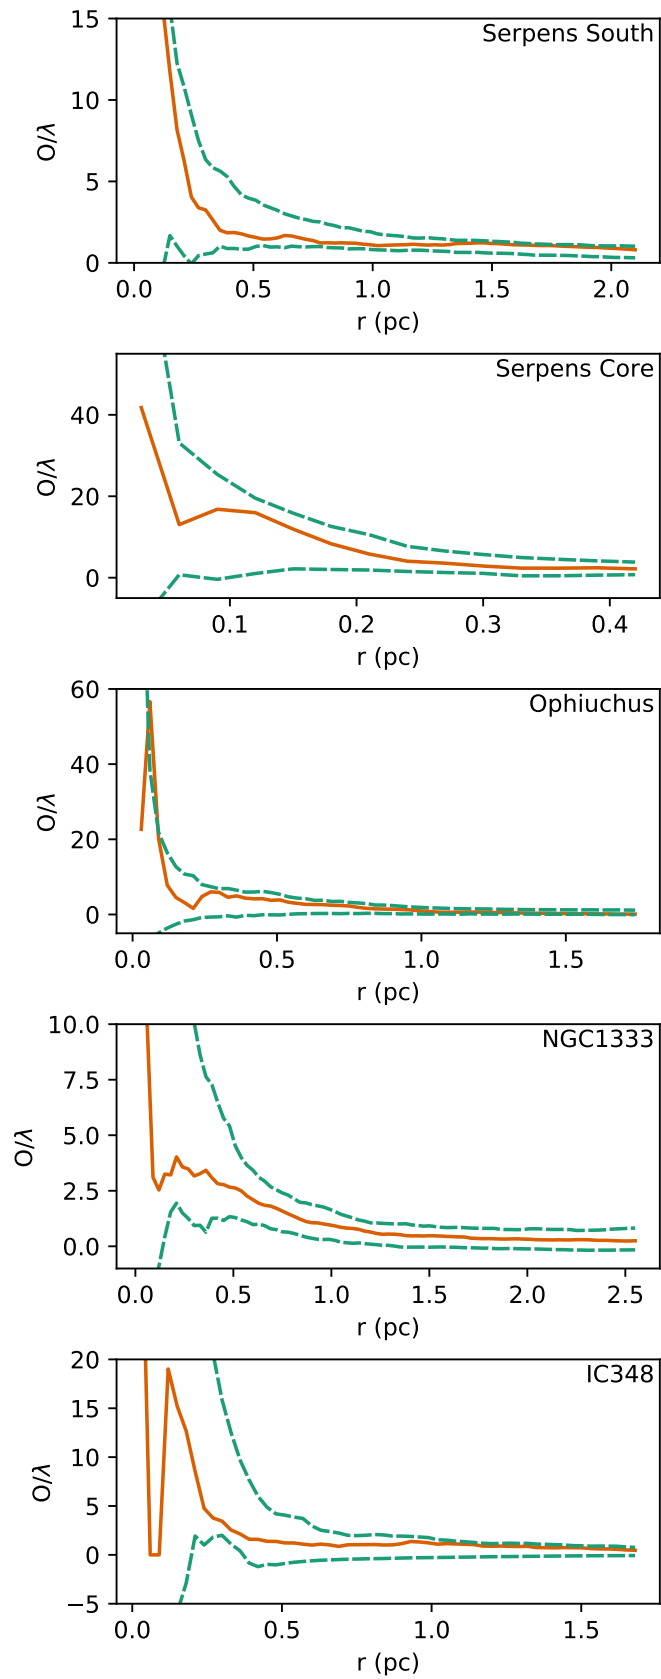 Serpens South
15
10
5
0
O/λ
0.0 0.5 1.0 1.5 2.0
r (pc)
Serpens Core
40
20
0
O/λ
0.1 0.2 0.3 0.4
r (pc)
Ophiuchus
60
40
20
0
O/λ
0.0 0.5 1.0 1.5
r (pc)
NGC1333
10.0
7.5
5.0
2.5
0.0
O/λ
0.0 0.5 1.0 1.5 2.0 2.5
r (pc)
IC348
20
15
10
5
0
−5
O/λ
0.0 0.5 1.0 1.5
r (pc)